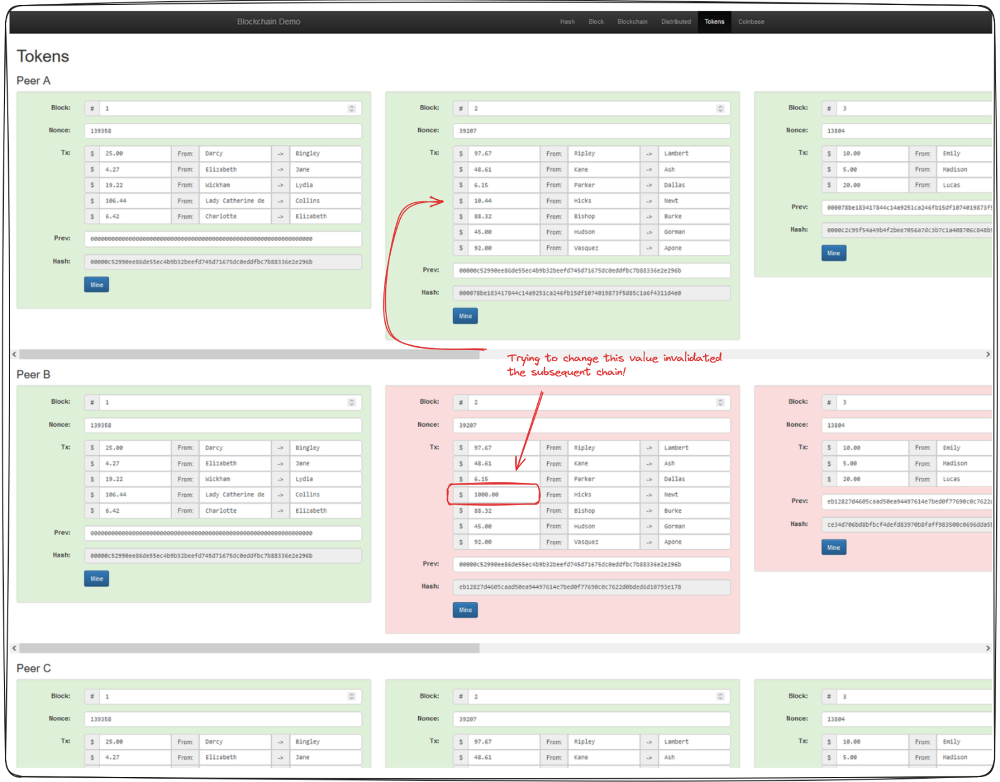 Blockchain Demo Hash Block Blockchain Distributed Tokens Coinbase
Tokens
Peer A
Block: # 1
Nonce: 139358
Tx: $ 25.00 From: Darcy -> Bingley
$ 4.27 From: Elizabeth -> Jane
$ 19.22 From: Wickham -> Lydia
$ 106.44 From: Lady Catherine de -> Collins
$ 6.42 From: Charlotte -> Elizabeth
Prev:
Hash: 00000c52990ee86de55ec4b9b32beefd745d71675dc0eddfbc7b88336e2e296b
Mine
Block: # 2
Nonce: 39207
Tx: $ 97.67 From: Ripley -> Lambert
$ 48.61 From: Kane -> Ash
$ 6.15 From: Parker -> Dallas
$ 10.44 From: Hicks -> Newt
$ 88.32 From: Bishop -> Burke
$ 45.00 From: Hudson -> Gorman
$ 92.00 From: Vasquez -> Apone
Prev: 00000c52990ee86de55ec4b9b32beefd745d71675dc0eddfbc7b88336e2e296b
Hash: 000078be183417844c14a9251ca246fb15df1074019873f5d85c1a6f4311d4e0
Mine
Block: # 3
Nonce: 13804
Tx: $ 10.00 From: Emily
$ 5.00 From: Madison
$ 20.00 From: Lucas
Prev:
Hash:
Mine
Trying to change this value invalidated
the subsequent chain!
Peer B
Block: # 1
Nonce: 139358
Tx: $ 25.00 From: Darcy -> Bingley
$ 4.27 From: Elizabeth -> Jane
$ 19.22 From: Wickham -> Lydia
$ 106.44 From: Lady Catherine de -> Collins
$ 6.42 From: Charlotte -> Elizabeth
Prev:
Hash: 00000c52990ee86de55ec4b9b32beefd745d71675dc0eddfbc7b88336e2e296b
Mine
Block: # 2
Nonce: 39207
Tx: $ 97.67 From: Ripley -> Lambert
$ 48.61 From: Kane -> Ash
$ 6.15 From: Parker -> Dallas
$ 1000.00 From: Hicks -> Newt
$ 88.32 From: Bishop -> Burke
$ 45.00 From: Hudson -> Gorman
$ 92.00 From: Vasquez -> Apone
Prev: 00000c52990ee86de55ec4b9b32beefd745d71675dc0eddfbc7b88336e2e296b
Hash: eb12827d4605caad50ea94497614e7bed0f77690c0c7622d0bded6d10793e178
Mine
Block: # 3
Nonce: 13804
Tx: $ 10.00 From: Emily
$ 5.00 From: Madison
$ 20.00 From: Lucas
Prev:
Hash:
Mine
Peer C
Block: # 1
Nonce: 139358
Tx: $ 25.00 From: Darcy -> Bingley
$ 4.27 From: Elizabeth -> Jane
Block: # 2
Nonce: 39207
Tx: $ 97.67 From: Ripley -> Lambert
$ 48.61 From: Kane -> Ash
Block: # 3
Nonce: 13804
Tx: $ 10.00 From: Emily
$ 5.00 From: Madison